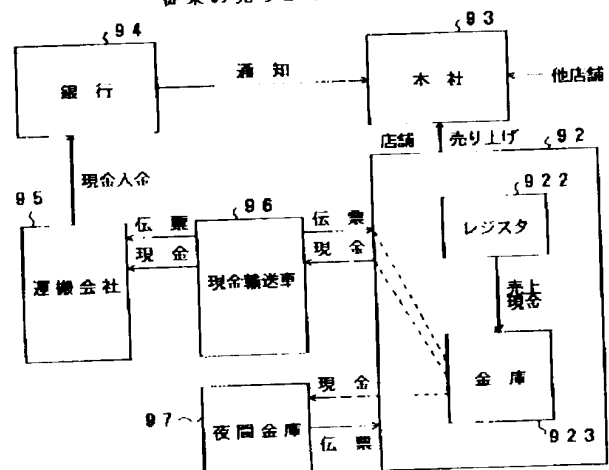 94
93
銀行
通知
本社
他店舗
店舗
売り上げ
92
現金入金
95
96
922
伝票
伝票
レジスタ
現金
現金
運搬会社
現金輸送車
売上
現金
金庫
現金
97
夜間金庫
伝票
923